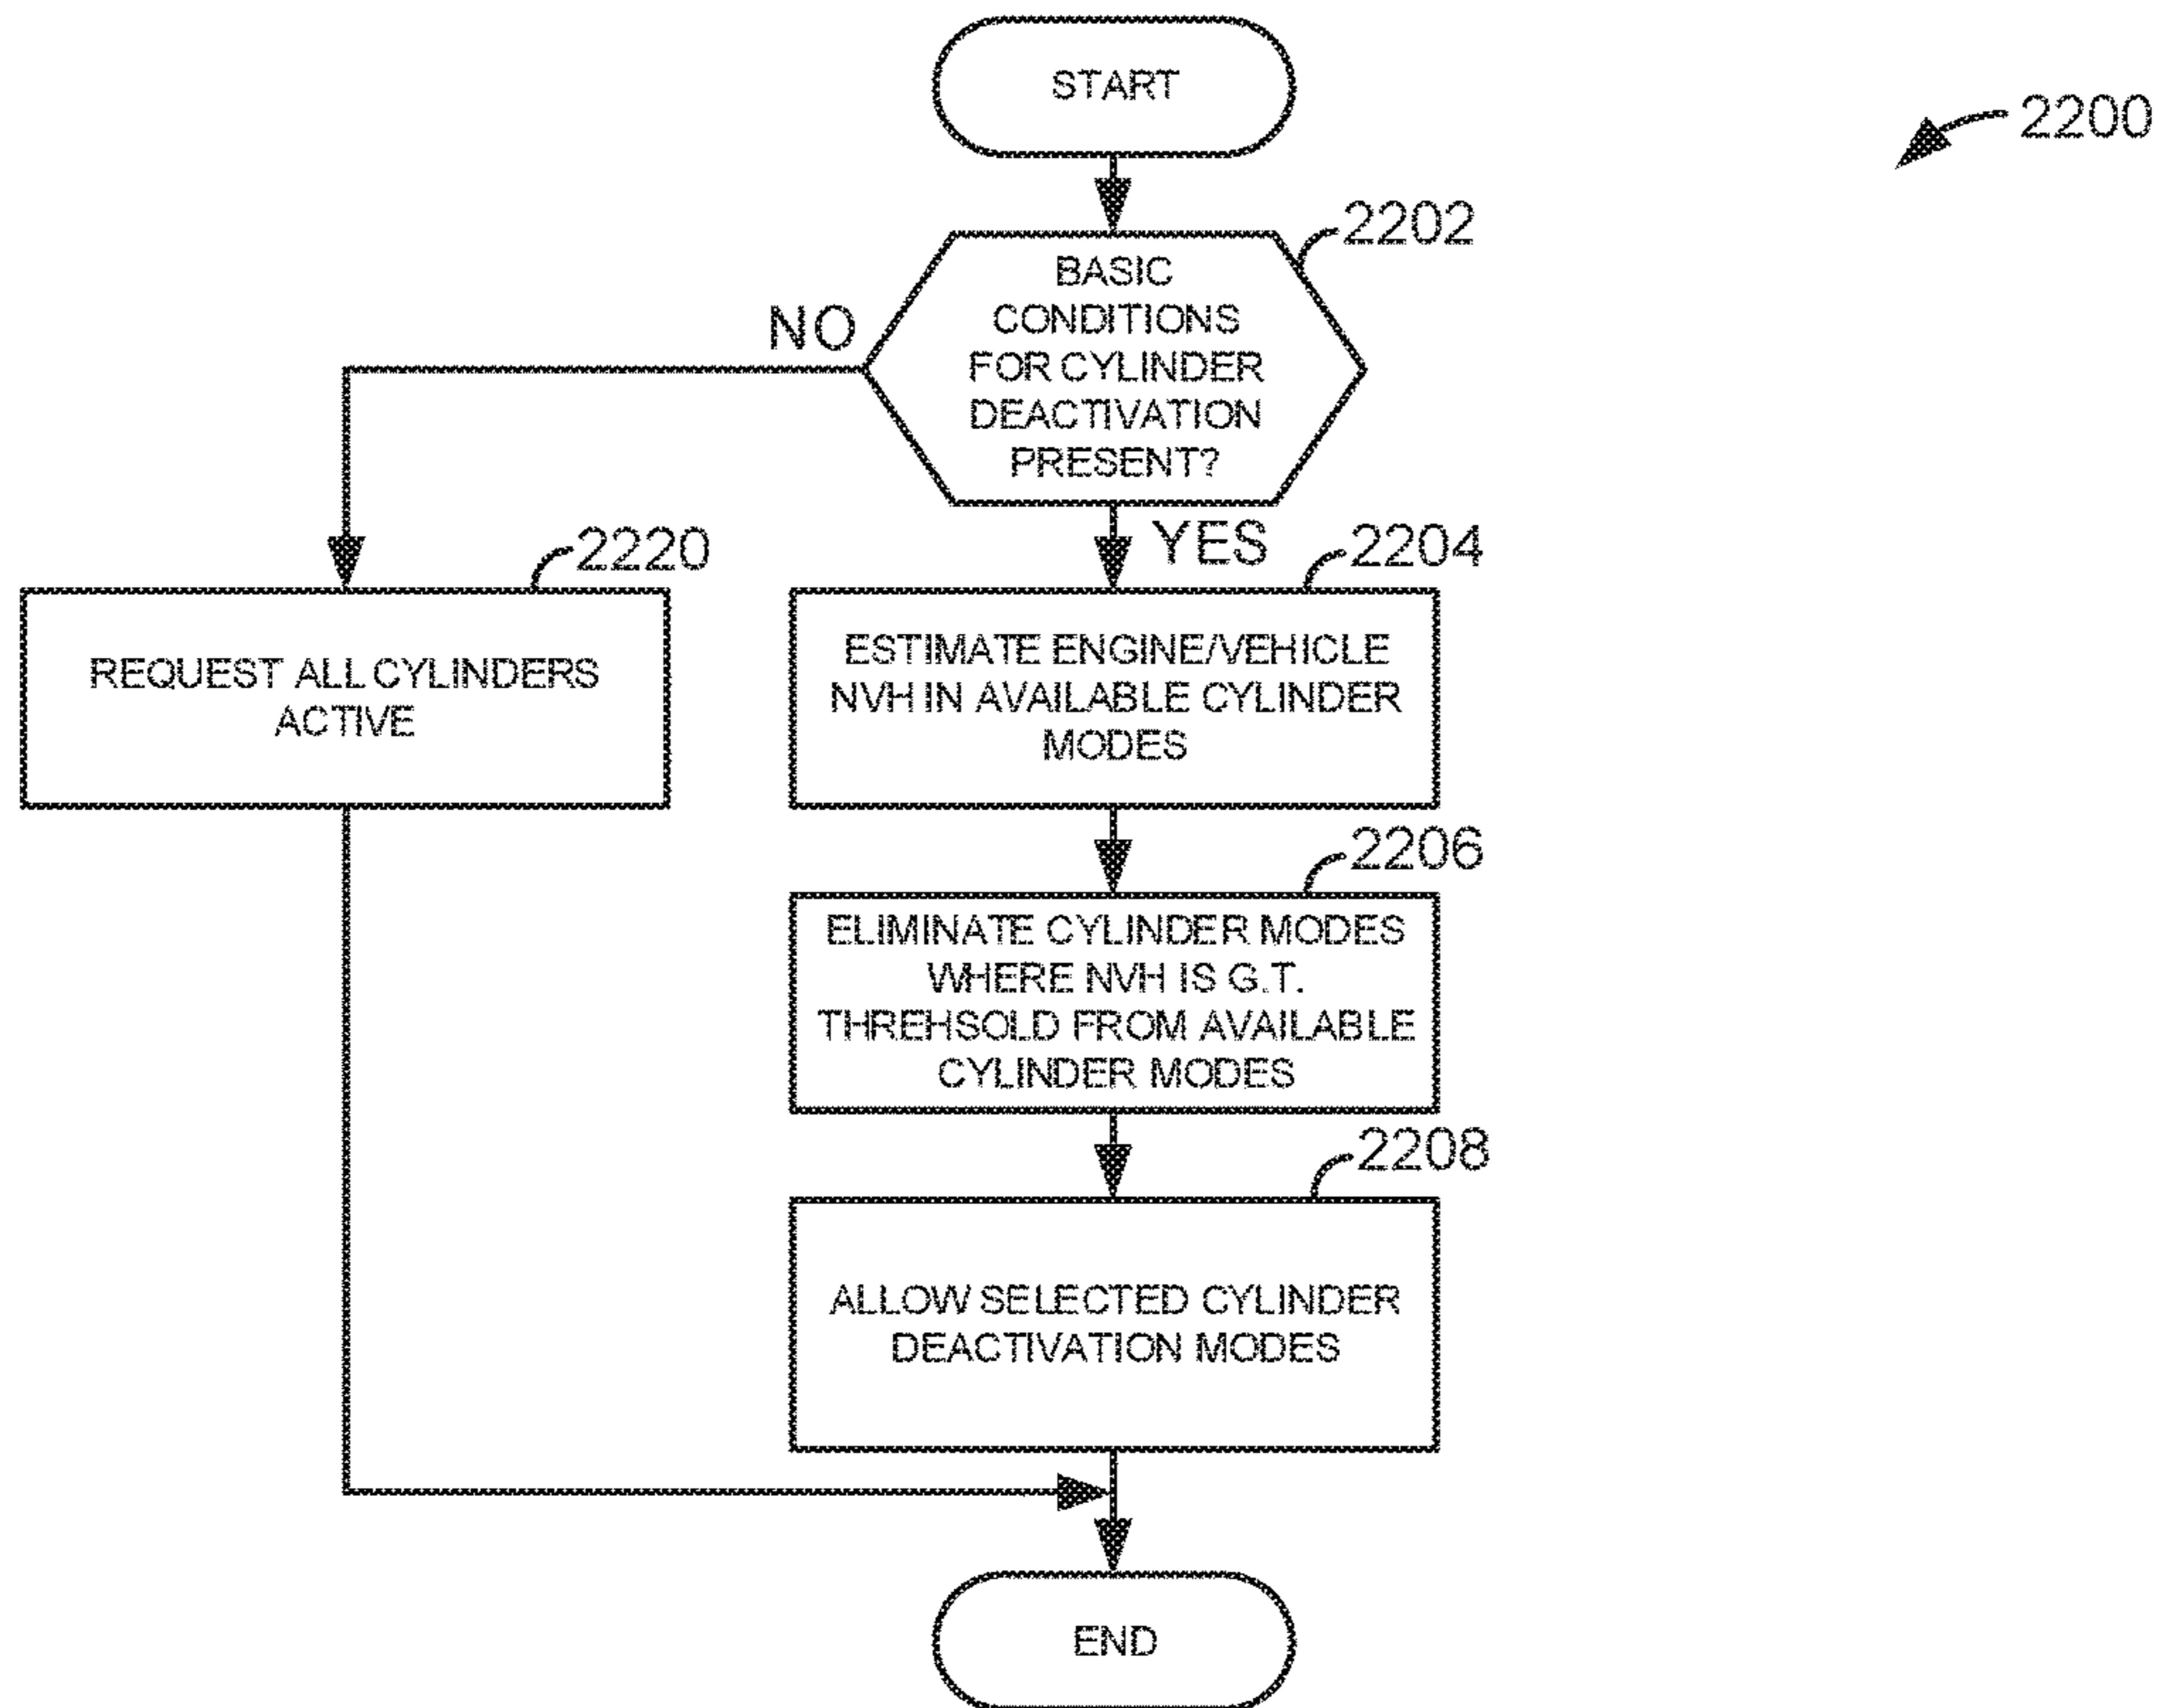 START
2200
2202
BASIC
CONDITIONS
FOR CYLINDER
DEACTIVATION
PRESENT?
NO
YES
2220
REQUEST ALL CYLINDERS
ACTIVE
2204
ESTIMATE ENGINE/VEHICLE
NVH IN AVAILABLE CYLINDER
MODES
2206
ELIMINATE CYLINDER MODES
WHERE NVH IS G.T.
THREHSOLD FROM AVAILABLE
CYLINDER MODES
2208
ALLOW SELECTED CYLINDER
DEACTIVATION MODES
END